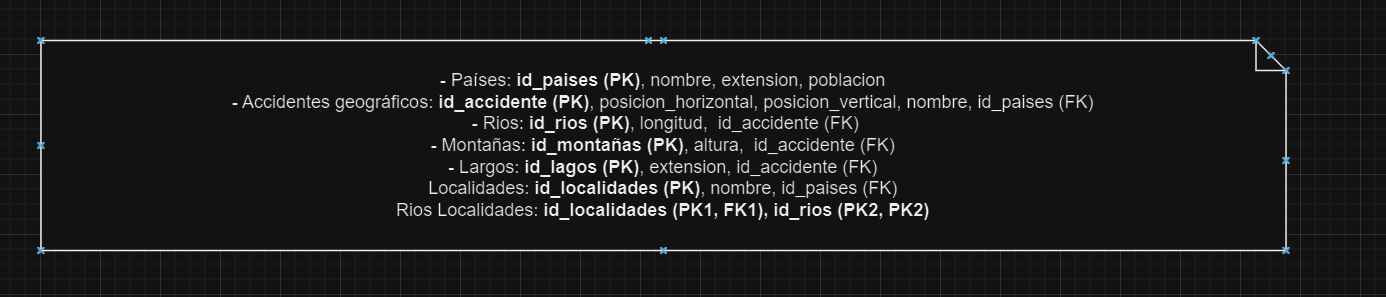 - Países: id_paises (PK), nombre, extension, poblacion
- Accidentes geográficos: id_accidente (PK), posicion_horizontal, posicion_vertical, nombre, id_paises (FK)
- Rios: id_rios (PK), longitud, id_accidente (FK)
- Montañas: id_montañas (PK), altura, id_accidente (FK)
- Largos: id_lagos (PK), extension, id_accidente (FK)
Localidades: id_localidades (PK), nombre, id_paises (FK)
Rios Localidades: id_localidades (PK1, FK1), id_rios (PK2, PK2)